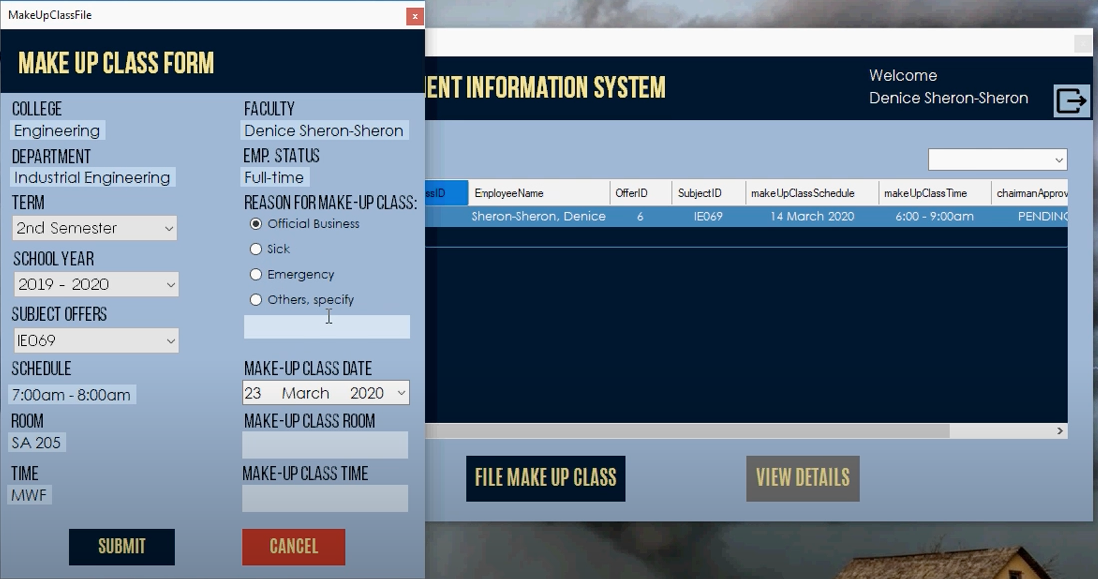 MakeUpClassFile
x
MAKE UP CLASS FORM
COLLEGE
Engineering
DEPARTMENT
Industrial Engineering
TERM
2nd Semester
SCHOOL YEAR
2019 - 2020
SUBJECT OFFERS
IE069
SCHEDULE
7:00am - 8:00am
ROOM
SA 205
TIME
MWF
SUBMIT
FACULTY
Denice Sheron-Sheron
EMP. STATUS
Full-time
REASON FOR MAKE-UP CLASS:
Official Business
Sick
Emergency
Others, specify
MAKE-UP CLASS DATE
23 March 2020
MAKE-UP CLASS ROOM
MAKE-UP CLASS TIME
CANCEL
ENT INFORMATION SYSTEM
Welcome
Denice Sheron-Sheron
ssID EmployeeName OfferID SubjectID makeUpClassSchedule makeUpClassTime chairmanApprov
Sheron-Sheron, Denice 6 IE069 14 March 2020 6:00 - 9:00am PENDING
FILE MAKE UP CLASS
VIEW DETAILS